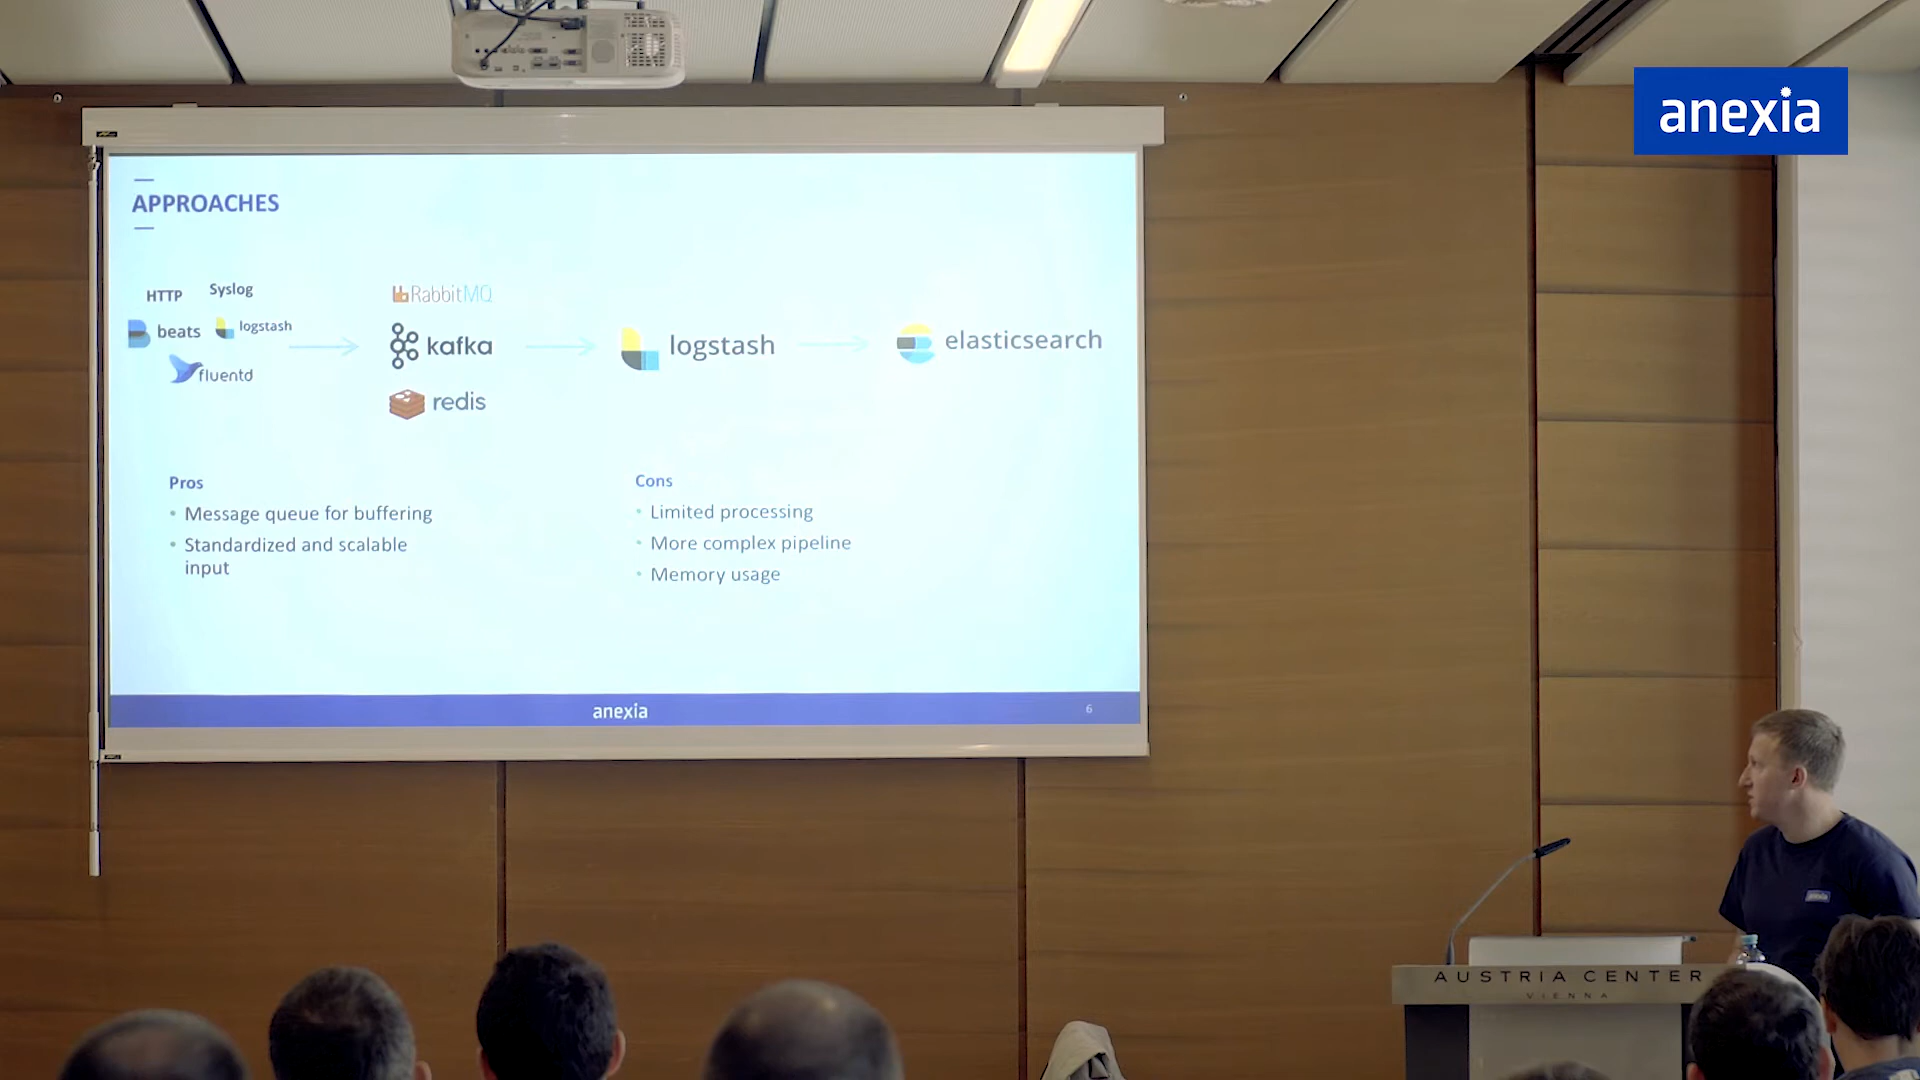 anexia
APPROACHES
HTTP
Syslog
beats
logstash
fluentd
RabbitMQ
kafka
redis
logstash
elasticsearch
Pros
• Message queue for buffering
• Standardized and scalable
input
Cons
• Limited processing
• More complex pipeline
• Memory usage
anexia
6
anexia
AUSTRIA CENTER
VIENNA